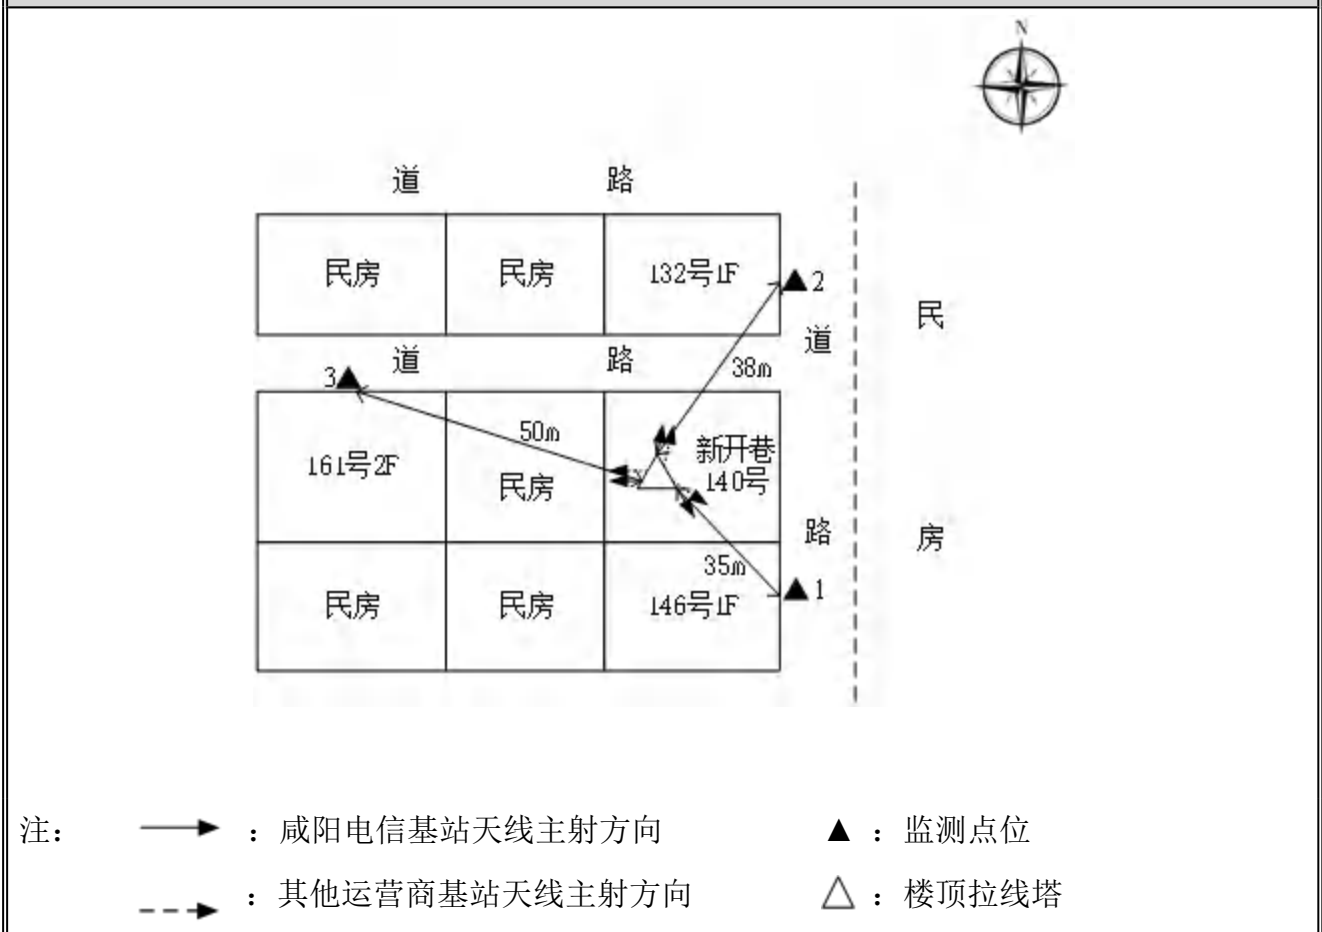 N
道 路
民房 民房 132号1F
2
民
道
道 路
38m
3
50m
新开巷
140号
161号2F
民房
路
房
35m
1
民房 民房 146号1F
注： ：咸阳电信基站天线主射方向 ▲：监测点位
：其他运营商基站天线主射方向 △：楼顶拉线塔